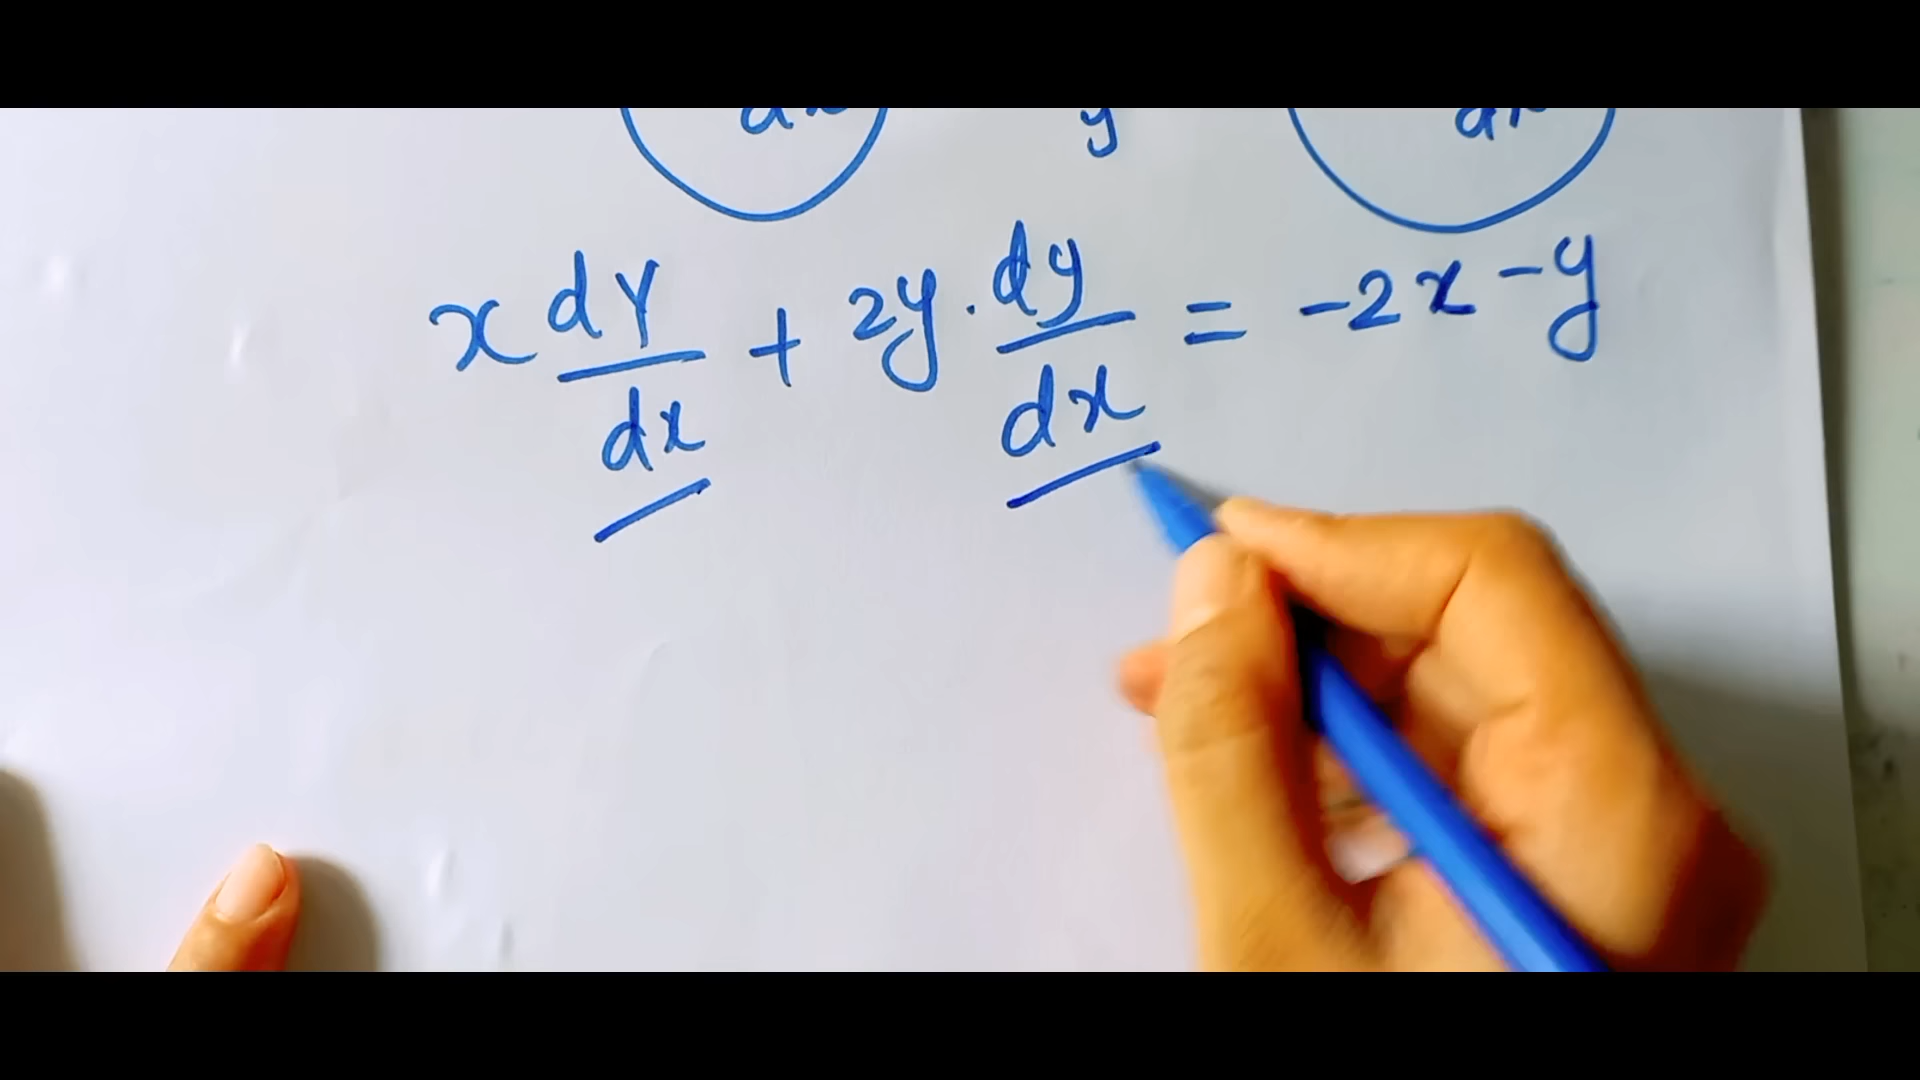 y
x dy/dx + 2y . dy/dx = -2x - y